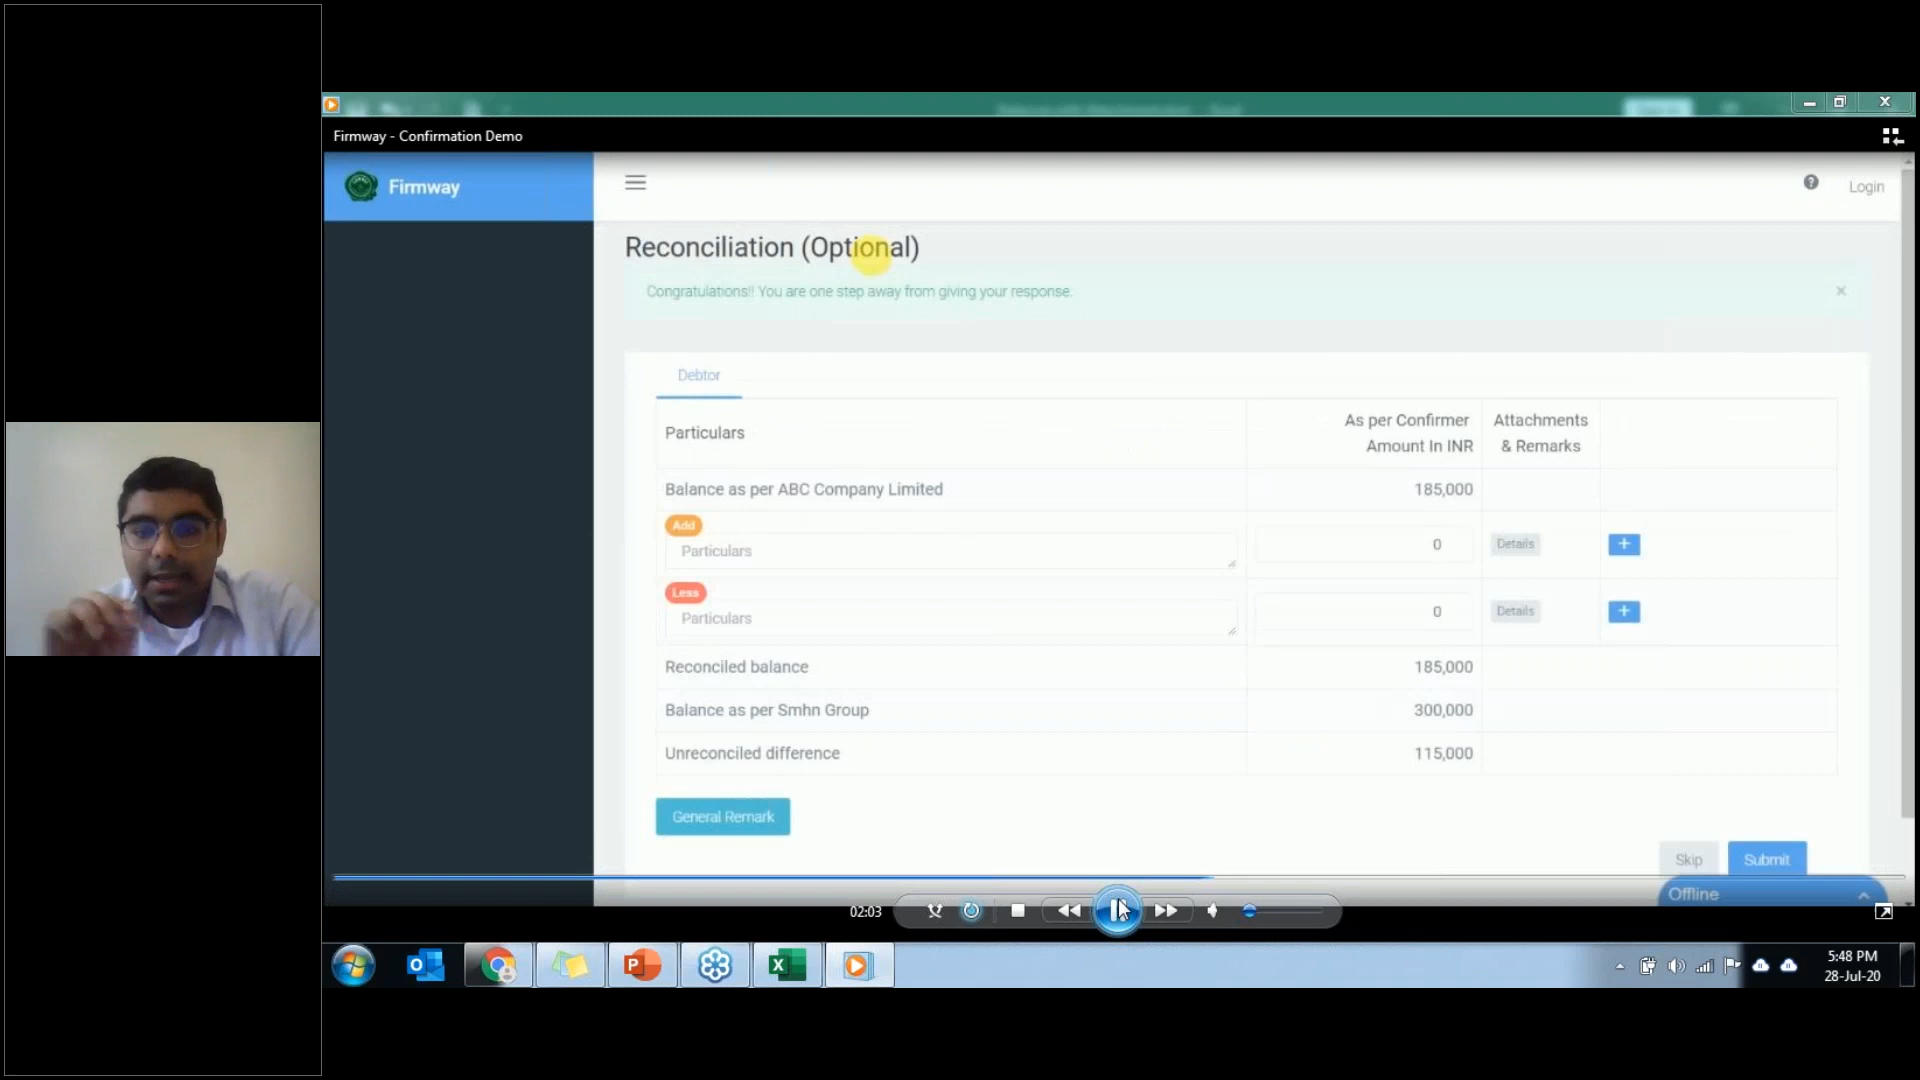 Firmway - Confirmation Demo
Firmway
Login
Reconciliation (Optional)
Congratulations!! You are one step away from giving your response.
Debtor
Particulars
As per Confirmer
Amount In INR
Attachments
& Remarks
Balance as per ABC Company Limited
185,000
Add
Particulars
0
Details
+
Less
Particulars
0
Details
+
Reconciled balance
185,000
Balance as per Smhn Group
300,000
Unreconciled difference
115,000
General Remark
Skip
Submit
Offline
02:03
5:48 PM
28-Jul-20